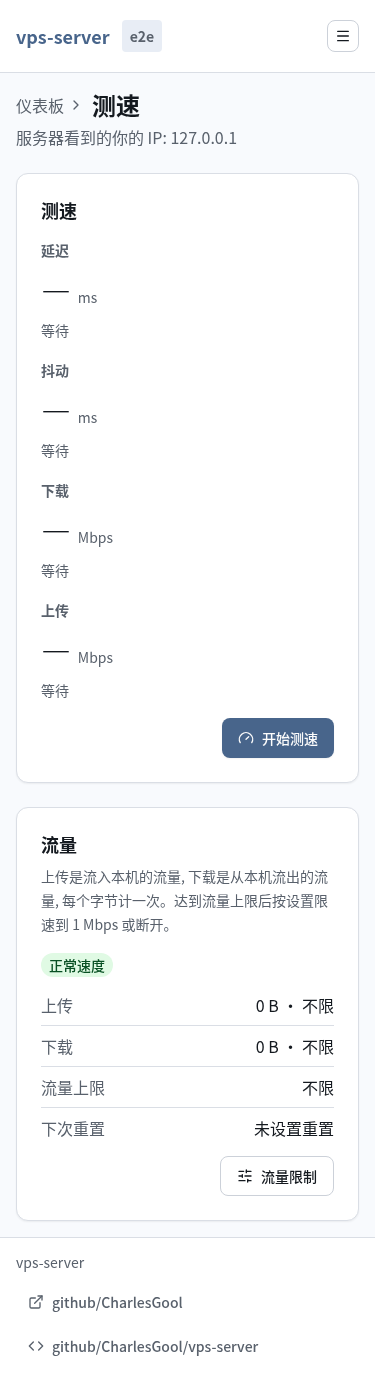 vps-server e2e
仪表板 > 测速
服务器看到的你的 IP: 127.0.0.1
测速
延迟
— ms
等待
抖动
— ms
等待
下载
— Mbps
等待
上传
— Mbps
等待
开始测速
流量
上传是流入本机的流量, 下载是从本机流出的流
量, 每个字节计一次。达到流量上限后按设置限
速到 1 Mbps 或断开。
正常速度
上传 0 B · 不限
下载 0 B · 不限
流量上限 不限
下次重置 未设置重置
流量限制
vps-server
github/CharlesGool
github/CharlesGool/vps-server